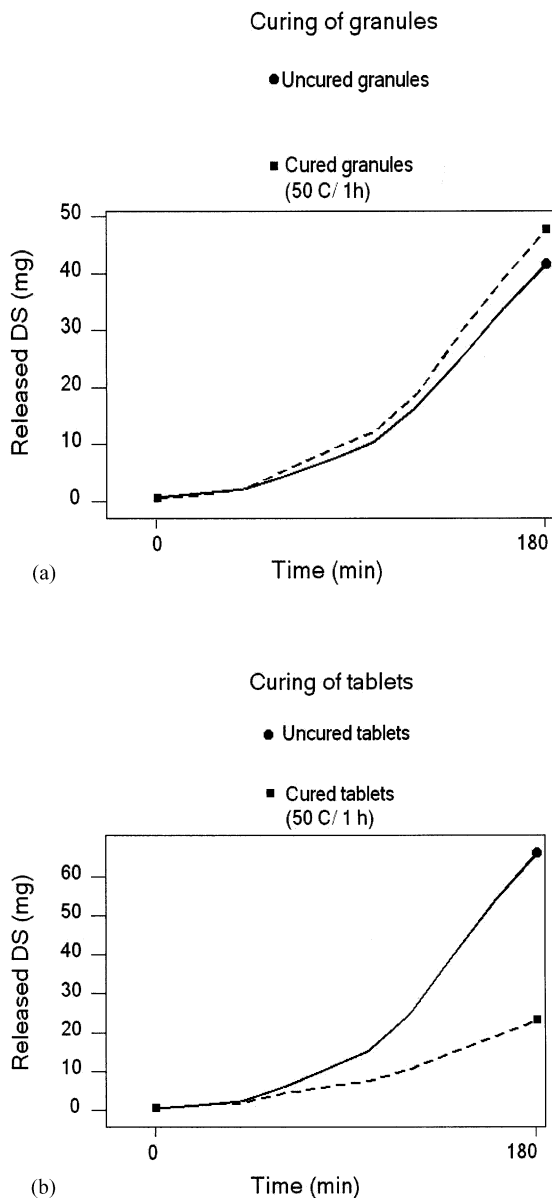 Curing of granules
Uncured granules
Cured granules
(50 C/ 1h)
50
40
30
20
10
0
Released DS (mg)
0 180
Time (min)
(a)
Curing of tablets
Uncured tablets
Cured tablets
(50 C/ 1 h)
60
50
40
30
20
10
0
Released DS (mg)
0 180
Time (min)
(b)